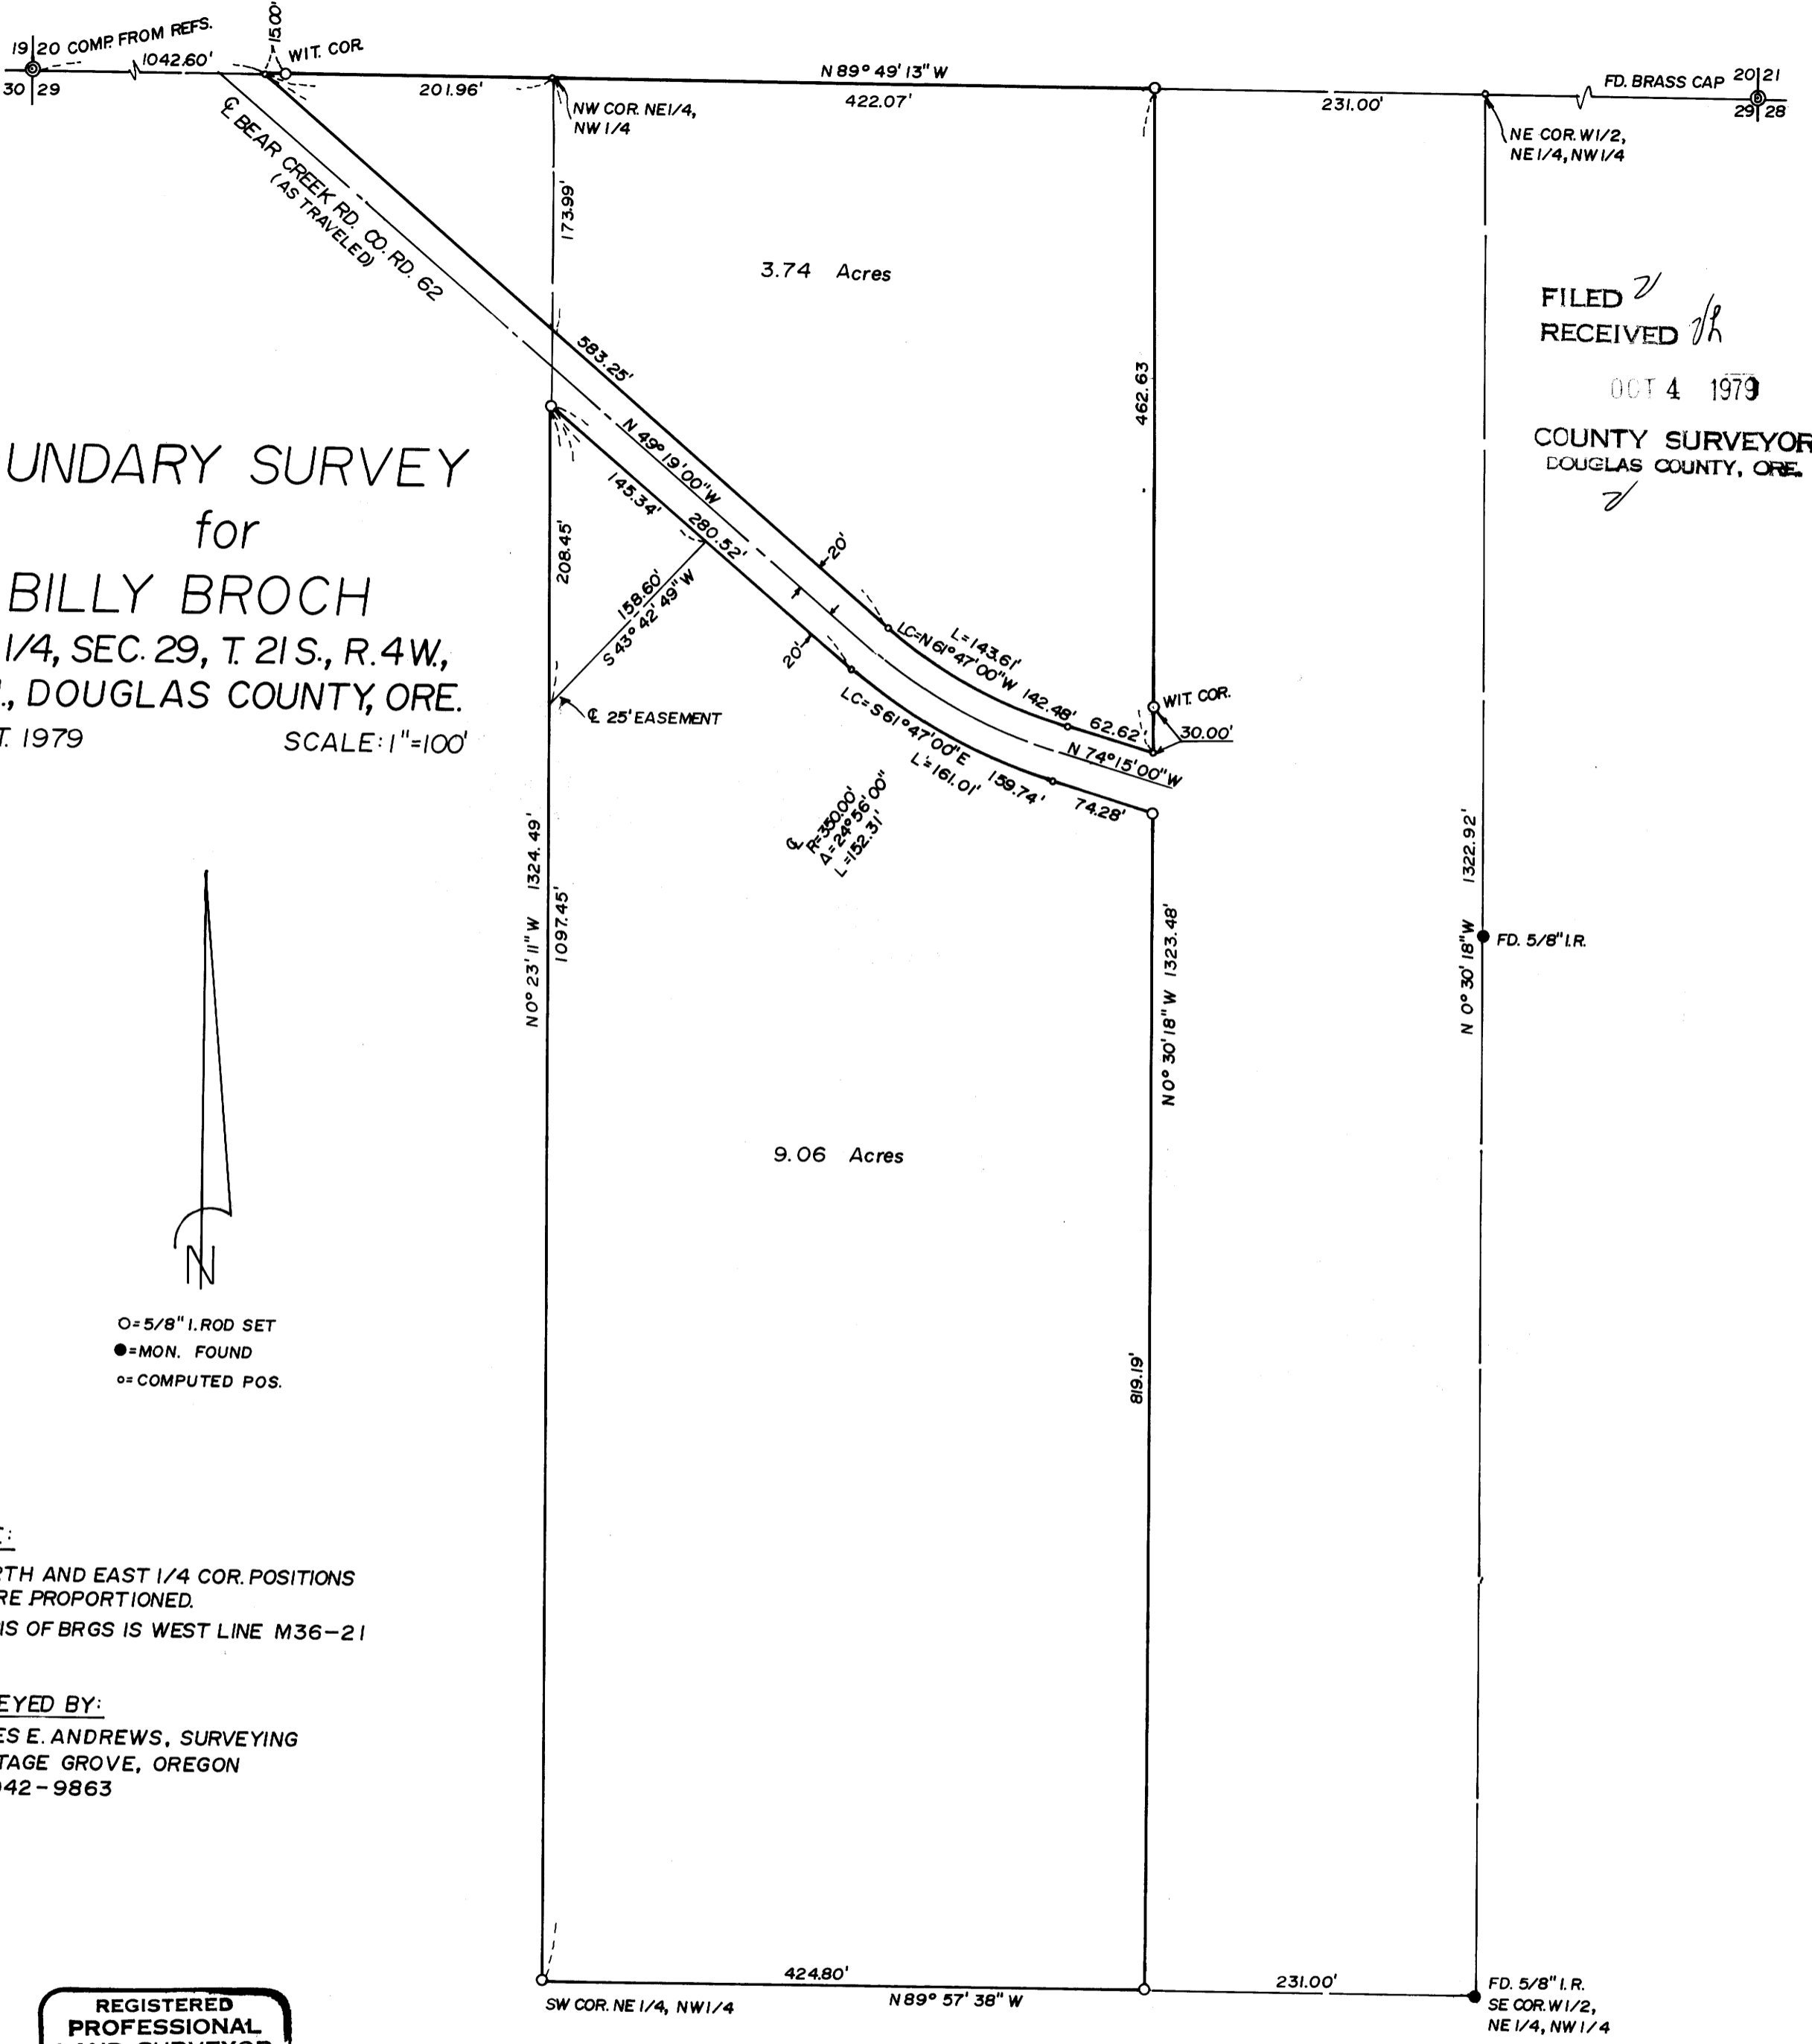 19|20 COMP. FROM REFS.
30|29
1042.60'
15.00'
WIT. COR.
201.96'
N 89° 49' 13" W
422.07'
231.00'
FD. BRASS CAP
20|21
29|28
NW COR. NE1/4,
NW 1/4
NE COR. W1/2,
NE 1/4, NW 1/4
℄ BEAR CREEK RD. CO. RD. 62
(AS TRAVELED)
173.99'
3.74 Acres
583.25'
N 49° 19' 00" W
462.63
FILED
RECEIVED
OCT 4 1979
COUNTY SURVEYOR
DOUGLAS COUNTY, ORE.
UNDARY SURVEY
for
BILLY BROCH
1/4, SEC. 29, T. 21 S., R. 4 W.,
., DOUGLAS COUNTY, ORE.
T. 1979
SCALE: 1"=100'
145.34'
280.52'
208.45'
158.60'
S 43° 42' 49" W
20'
20'
℄ 25' EASEMENT
L=143.61'
LC=N 61° 47' 00" W 142.48'
62.62'
WIT. COR.
30.00'
N 74° 15' 00" W
LC= S 61° 47' 00" E 159.74'
L=161.01'
74.28'
℄
R=350.00'
Δ=24° 56' 00"
L=152.31'
N 0° 23' 11" W 1324.49'
1097.45'
N 0° 30' 18" W 1323.48'
N 0° 30' 18" W 1322.92'
FD. 5/8" I.R.
9.06 Acres
819.19'
N
O= 5/8" I. ROD SET
●= MON. FOUND
o= COMPUTED POS.
E:
RTH AND EAST 1/4 COR. POSITIONS
RE PROPORTIONED.
IS OF BRGS IS WEST LINE M36-21
EYED BY:
ES E. ANDREWS, SURVEYING
TAGE GROVE, OREGON
942-9863
424.80'
N 89° 57' 38" W
231.00'
SW COR. NE 1/4, NW 1/4
FD. 5/8" I.R.
SE COR. W 1/2,
NE 1/4, NW 1/4
REGISTERED
PROFESSIONAL
LAND SURVEYOR